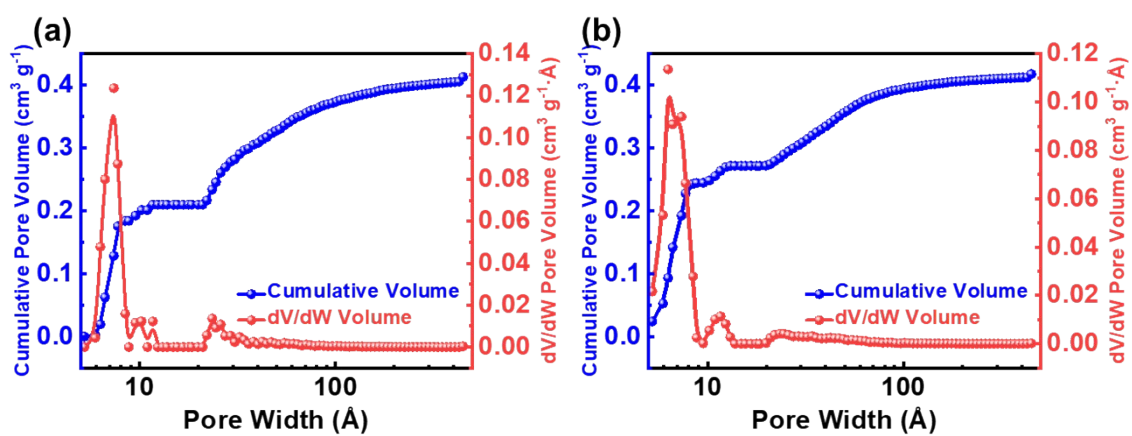 (a)
Cumulative Pore Volume (cm³ g⁻¹)
0.4
0.3
0.2
0.1
0.0
0.14
0.12
0.10
0.08
0.06
0.04
0.02
0.00
dV/dW Pore Volume (cm³ g⁻¹·Å)
Cumulative Volume
dV/dW Volume
10
100
Pore Width (Å)
(b)
Cumulative Pore Volume (cm³ g⁻¹)
0.4
0.3
0.2
0.1
0.0
0.12
0.10
0.08
0.06
0.04
0.02
0.00
dV/dW Pore Volume (cm³ g⁻¹·Å)
Cumulative Volume
dV/dW Volume
10
100
Pore Width (Å)